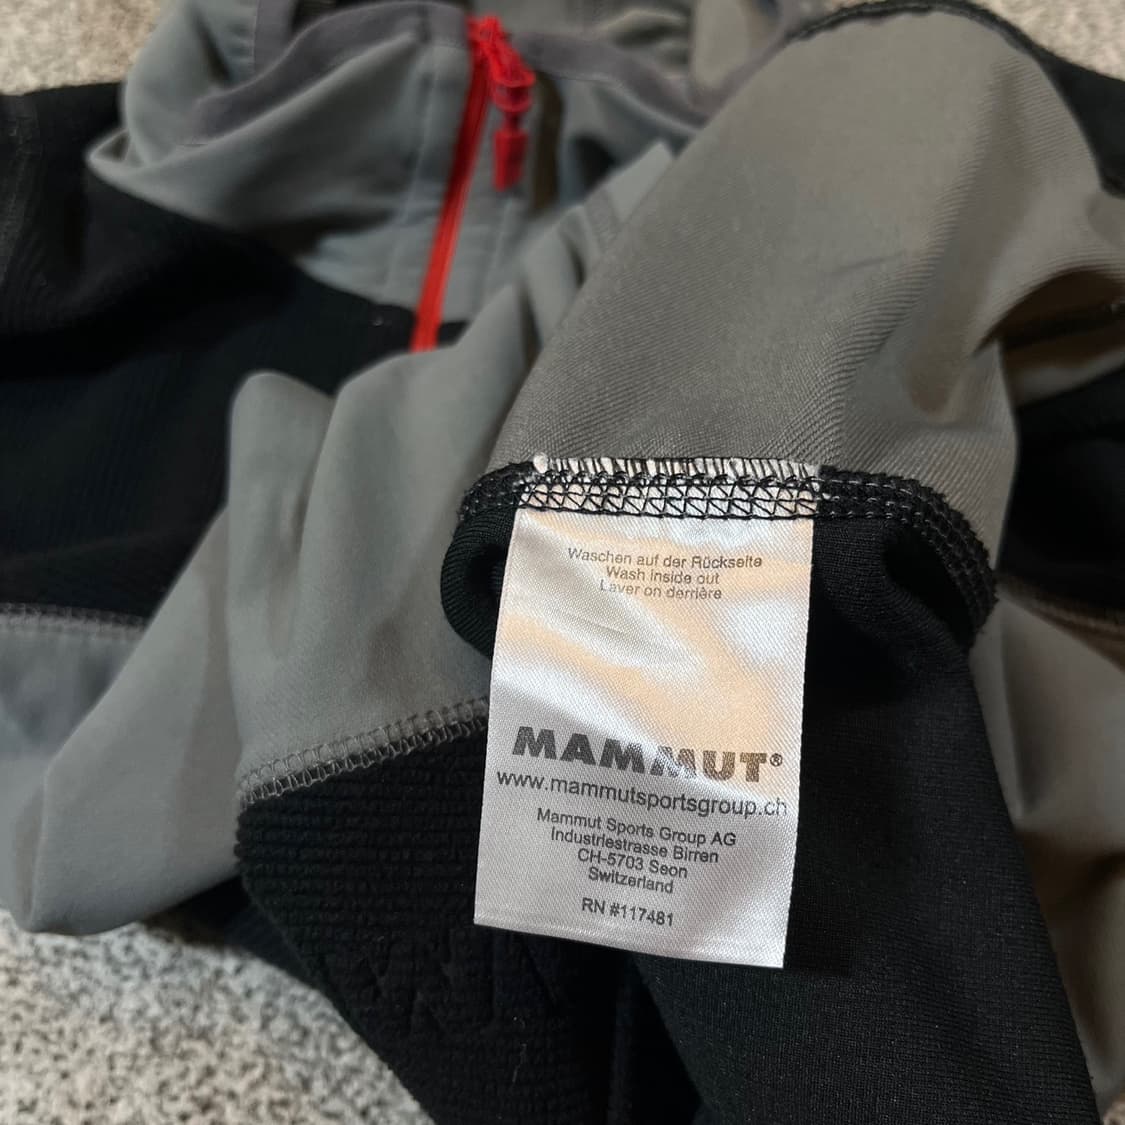 Waschen auf der Rückseite
Wash inside out
Laver on derrière
MAMMUT®
www.mammutsportsgroup.ch
Mammut Sports Group AG
Industriestrasse Birren
CH-5703 Seon
Switzerland
RN #117481